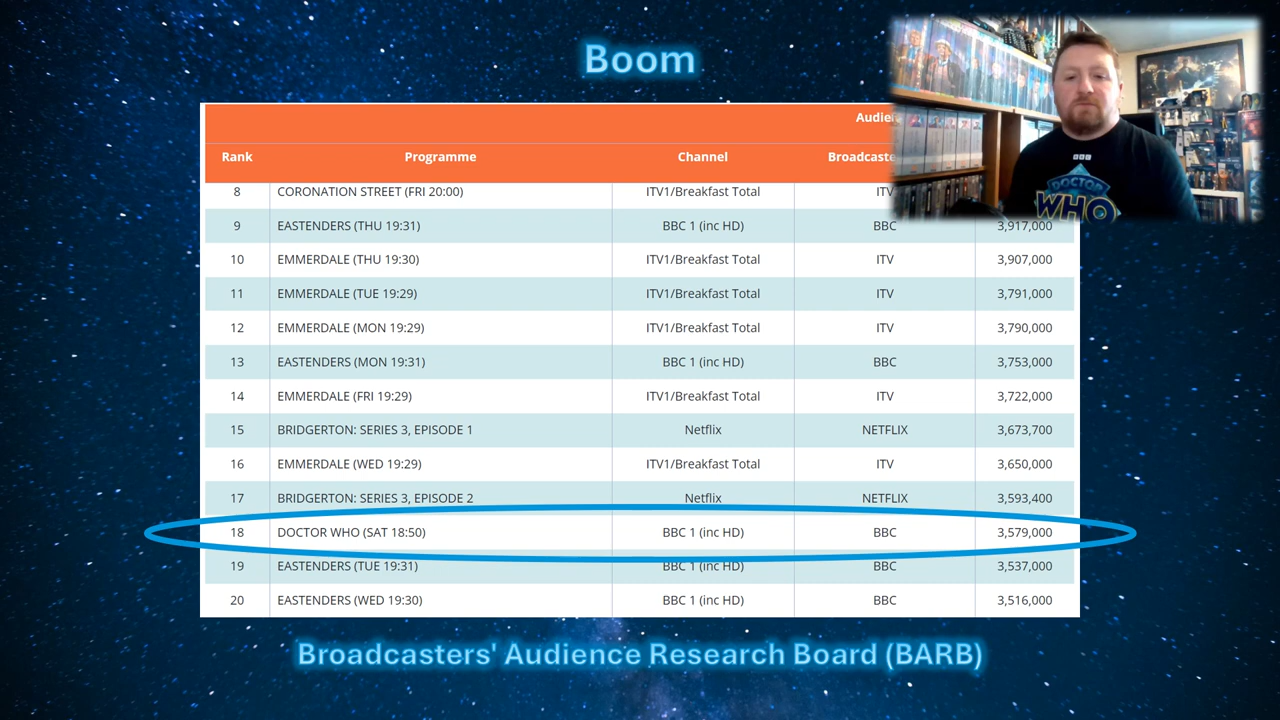 Boom
Rank Programme Channel
8 CORONATION STREET (FRI 20:00) ITV1/Breakfast Total ITV
9 EASTENDERS (THU 19:31) BBC 1 (inc HD) BBC 3,917,000
10 EMMERDALE (THU 19:30) ITV1/Breakfast Total ITV 3,907,000
11 EMMERDALE (TUE 19:29) ITV1/Breakfast Total ITV 3,791,000
12 EMMERDALE (MON 19:29) ITV1/Breakfast Total ITV 3,790,000
13 EASTENDERS (MON 19:31) BBC 1 (inc HD) BBC 3,753,000
14 EMMERDALE (FRI 19:29) ITV1/Breakfast Total ITV 3,722,000
15 BRIDGERTON: SERIES 3, EPISODE 1 Netflix NETFLIX 3,673,700
16 EMMERDALE (WED 19:29) ITV1/Breakfast Total ITV 3,650,000
17 BRIDGERTON: SERIES 3, EPISODE 2 Netflix NETFLIX 3,593,400
18 DOCTOR WHO (SAT 18:50) BBC 1 (inc HD) BBC 3,579,000
19 EASTENDERS (TUE 19:31) BBC 1 (inc HD) BBC 3,537,000
20 EASTENDERS (WED 19:30) BBC 1 (inc HD) BBC 3,516,000
Broadcasters' Audience Research Board (BARB)
BBC
DOCTOR
WHO